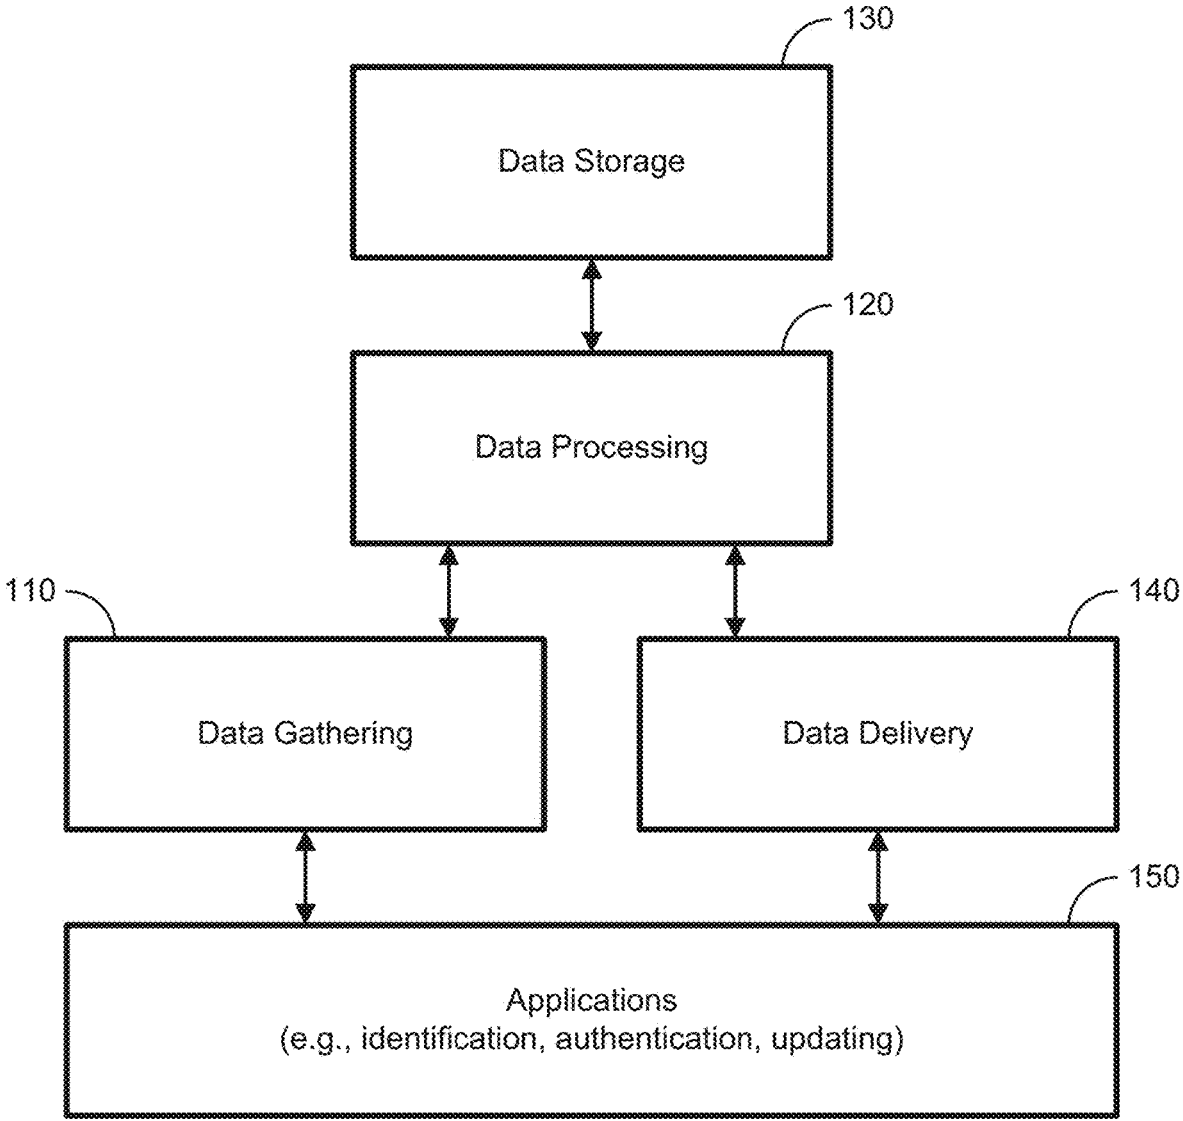 130
Data Storage
120
Data Processing
110
140
Data Gathering
Data Delivery
150
Applications
(e.g., identification, authentication, updating)